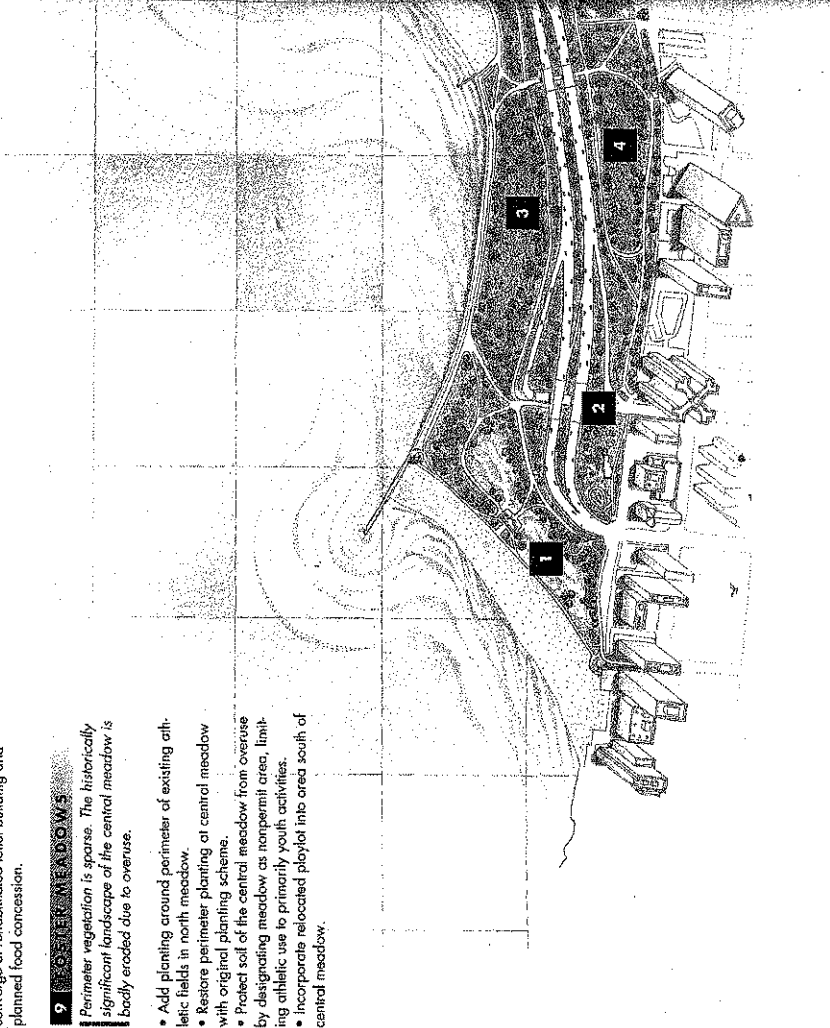 planned food concession.
9 FOSTER MEADOWS
Perimeter vegetation is sparse. The historically
significant landscape of the central meadow is
badly eroded due to overuse.
• Add planting around perimeter of existing ath-
letic fields in north meadow.
• Restore perimeter planting at central meadow
with original planting scheme.
• Protect soil of the central meadow from overuse
by designating meadow as nonpermit area, limit-
ing athletic use to primarily youth activities.
• Incorporate relocated playlot into area south of
central meadow.
1
2
3
4